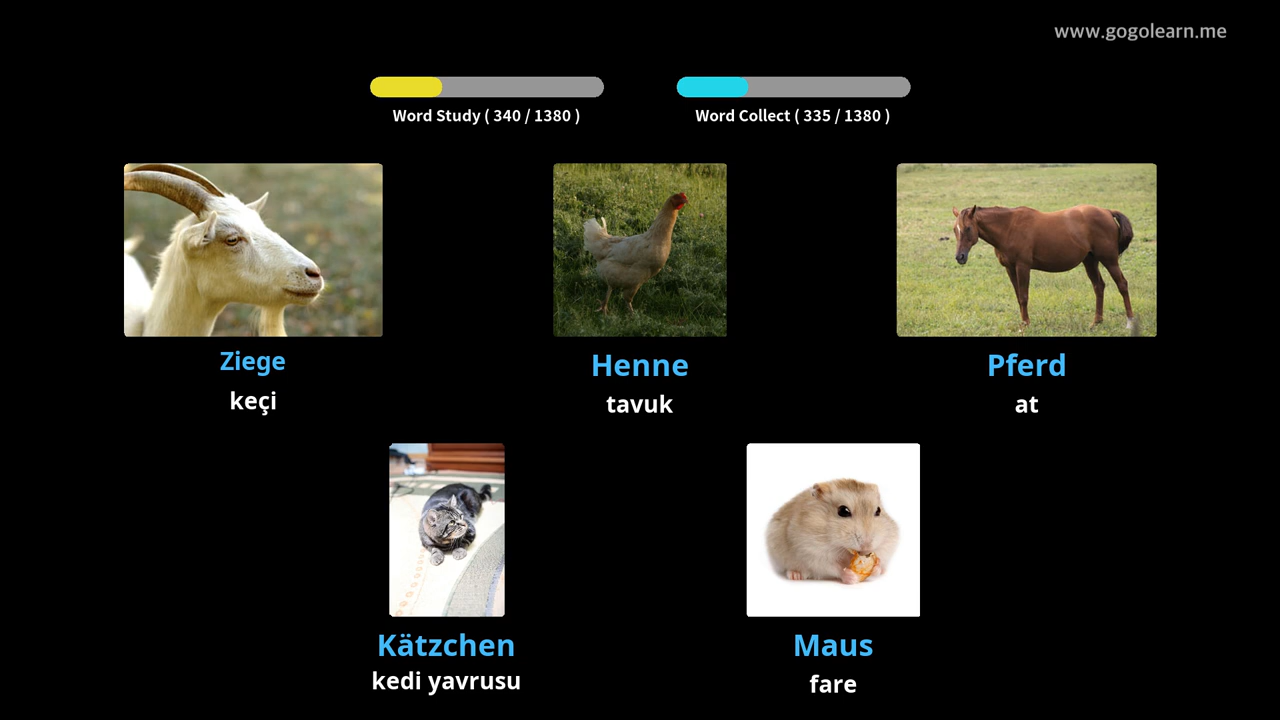 www.gogolearn.me
Word Study ( 340 / 1380 )
Word Collect ( 335 / 1380 )
Ziege
keçi
Henne
tavuk
Pferd
at
Kätzchen
kedi yavrusu
Maus
fare